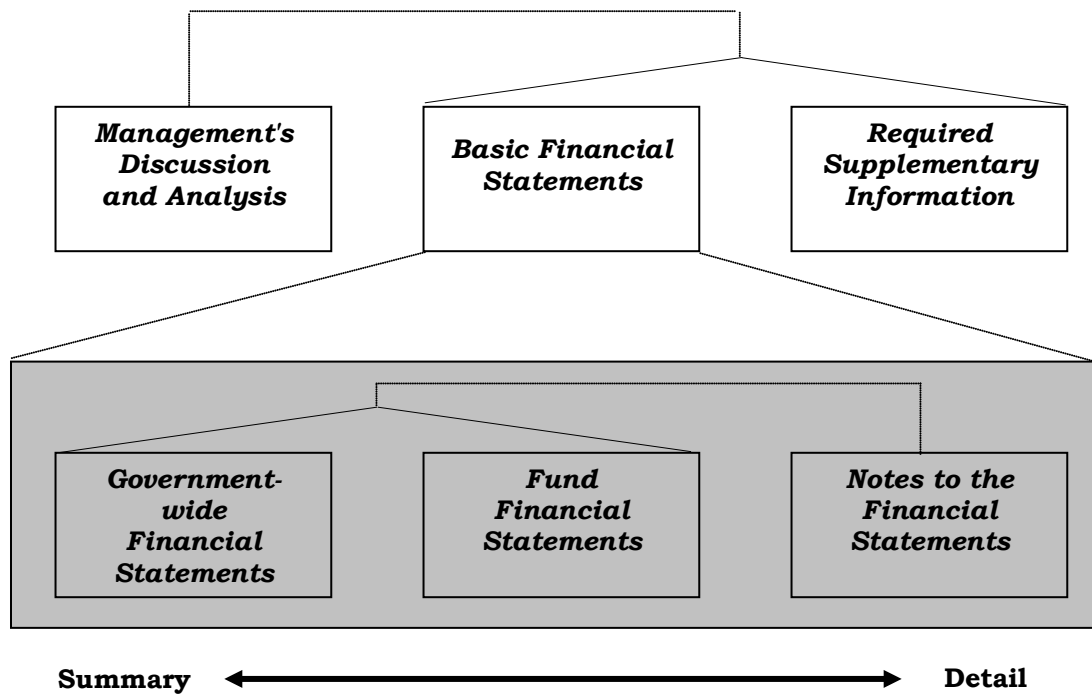 Management's
Discussion
and Analysis
Basic Financial
Statements
Required
Supplementary
Information
Government-
wide
Financial
Statements
Fund
Financial
Statements
Notes to the
Financial
Statements
Summary
Detail